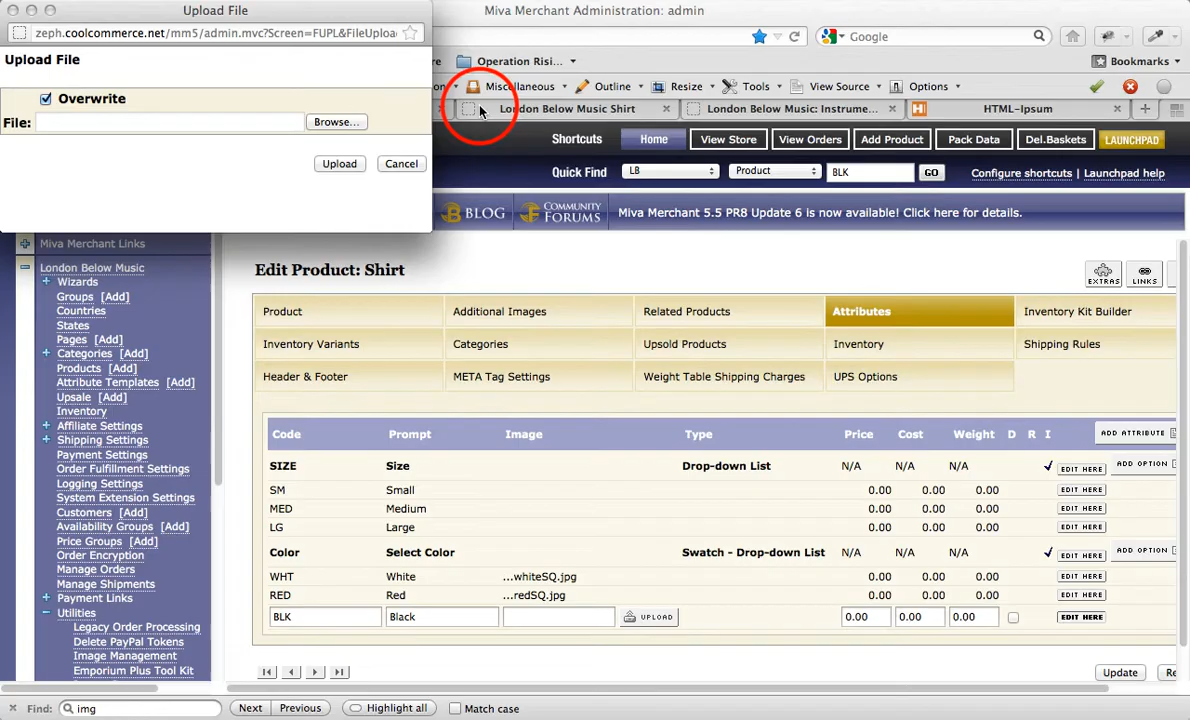 Upload File
Miva Merchant Administration: admin
zeph.coolcommerce.net/mm5/admin.mvc?Screen=FUPL&FileUploa
Google
Upload File
re Operation Risi...
Bookmarks
Overwrite
on Miscellaneous Outline Resize Tools View Source Options
File: Browse...
London Below Music Shirt
London Below Music: Instrume...
HTML-Ipsum
Upload Cancel
Shortcuts Home View Store View Orders Add Product Pack Data Del.Baskets LAUNCHPAD
Quick Find LB Product BLK GO Configure shortcuts Launchpad help
BLOG COMMUNITY FORUMS Miva Merchant 5.5 PR8 Update 6 is now available! Click here for details.
Miva Merchant Links
London Below Music
Wizards
Groups [Add]
Countries
States
Pages [Add]
Categories [Add]
Products [Add]
Attribute Templates [Add]
Upsale [Add]
Inventory
Affiliate Settings
Shipping Settings
Payment Settings
Order Fulfillment Settings
Logging Settings
System Extension Settings
Customers [Add]
Availability Groups [Add]
Price Groups [Add]
Order Encryption
Manage Orders
Manage Shipments
Payment Links
Utilities
Legacy Order Processing
Delete PayPal Tokens
Image Management
Emporium Plus Tool Kit
Edit Product: Shirt
EXTRAS LINKS
Product Additional Images Related Products Attributes Inventory Kit Builder
Inventory Variants Categories Upsold Products Inventory Shipping Rules
Header & Footer META Tag Settings Weight Table Shipping Charges UPS Options
Code Prompt Image Type Price Cost Weight D R I ADD ATTRIBUTE
SIZE Size Drop-down List N/A N/A N/A EDIT HERE ADD OPTION
SM Small 0.00 0.00 0.00 EDIT HERE
MED Medium 0.00 0.00 0.00 EDIT HERE
LG Large 0.00 0.00 0.00 EDIT HERE
Color Select Color Swatch - Drop-down List N/A N/A N/A EDIT HERE ADD OPTION
WHT White ...whiteSQ.jpg 0.00 0.00 0.00 EDIT HERE
RED Red ...redSQ.jpg 0.00 0.00 0.00 EDIT HERE
BLK Black UPLOAD 0.00 0.00 0.00 EDIT HERE
Update Re
Find: img Next Previous Highlight all Match case